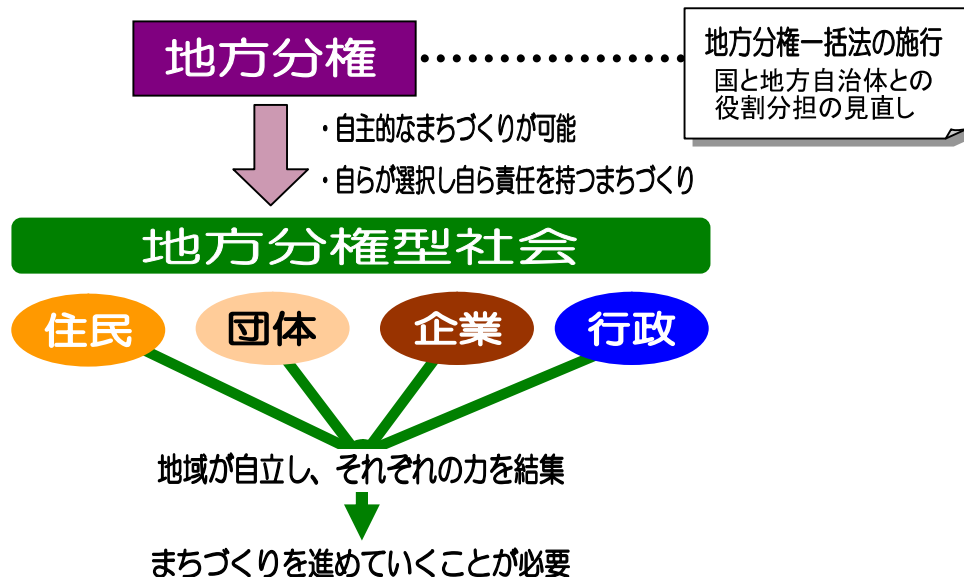 地方分権
地方分権一括法の施行
国と地方自治体との
役割分担の見直し
・自主的なまちづくりが可能
・自らが選択し自ら責任を持つまちづくり
地方分権型社会
住民
団体
企業
行政
地域が自立し、それぞれの力を結集
まちづくりを進めていくことが必要